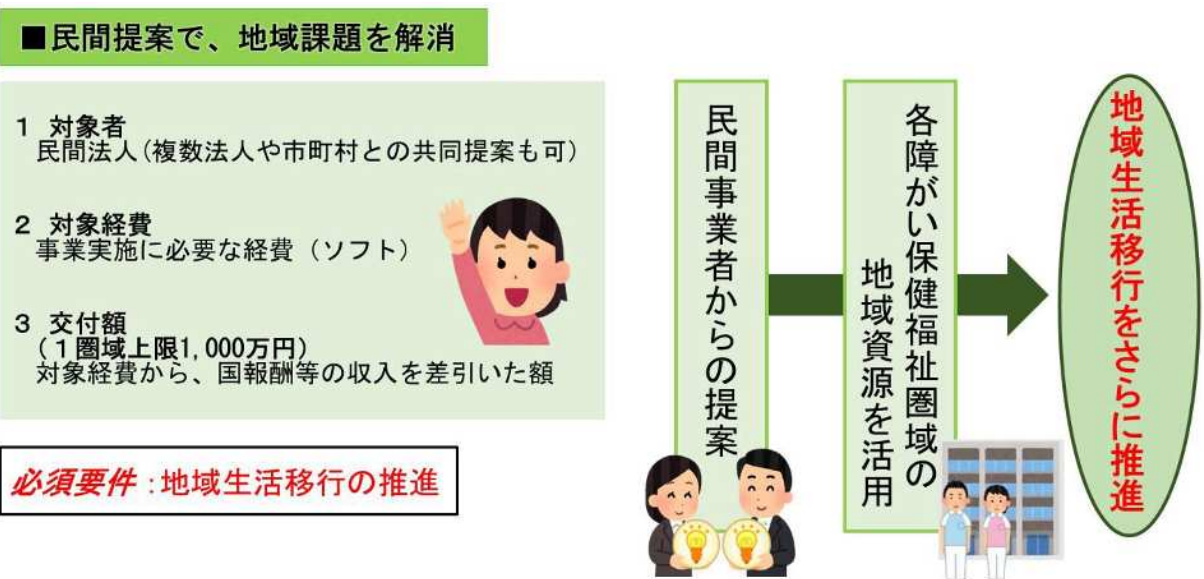 ■民間提案で、地域課題を解消
1 対象者
民間法人(複数法人や市町村との共同提案も可)
2 対象経費
事業実施に必要な経費（ソフト）
3 交付額
(１圏域上限1,000万円)
対象経費から、国報酬等の収入を差引いた額
必須要件:地域生活移行の推進
民間事業者からの提案
各障がい保健福祉圏域の
地域資源を活用
地域生活移行をさらに推進